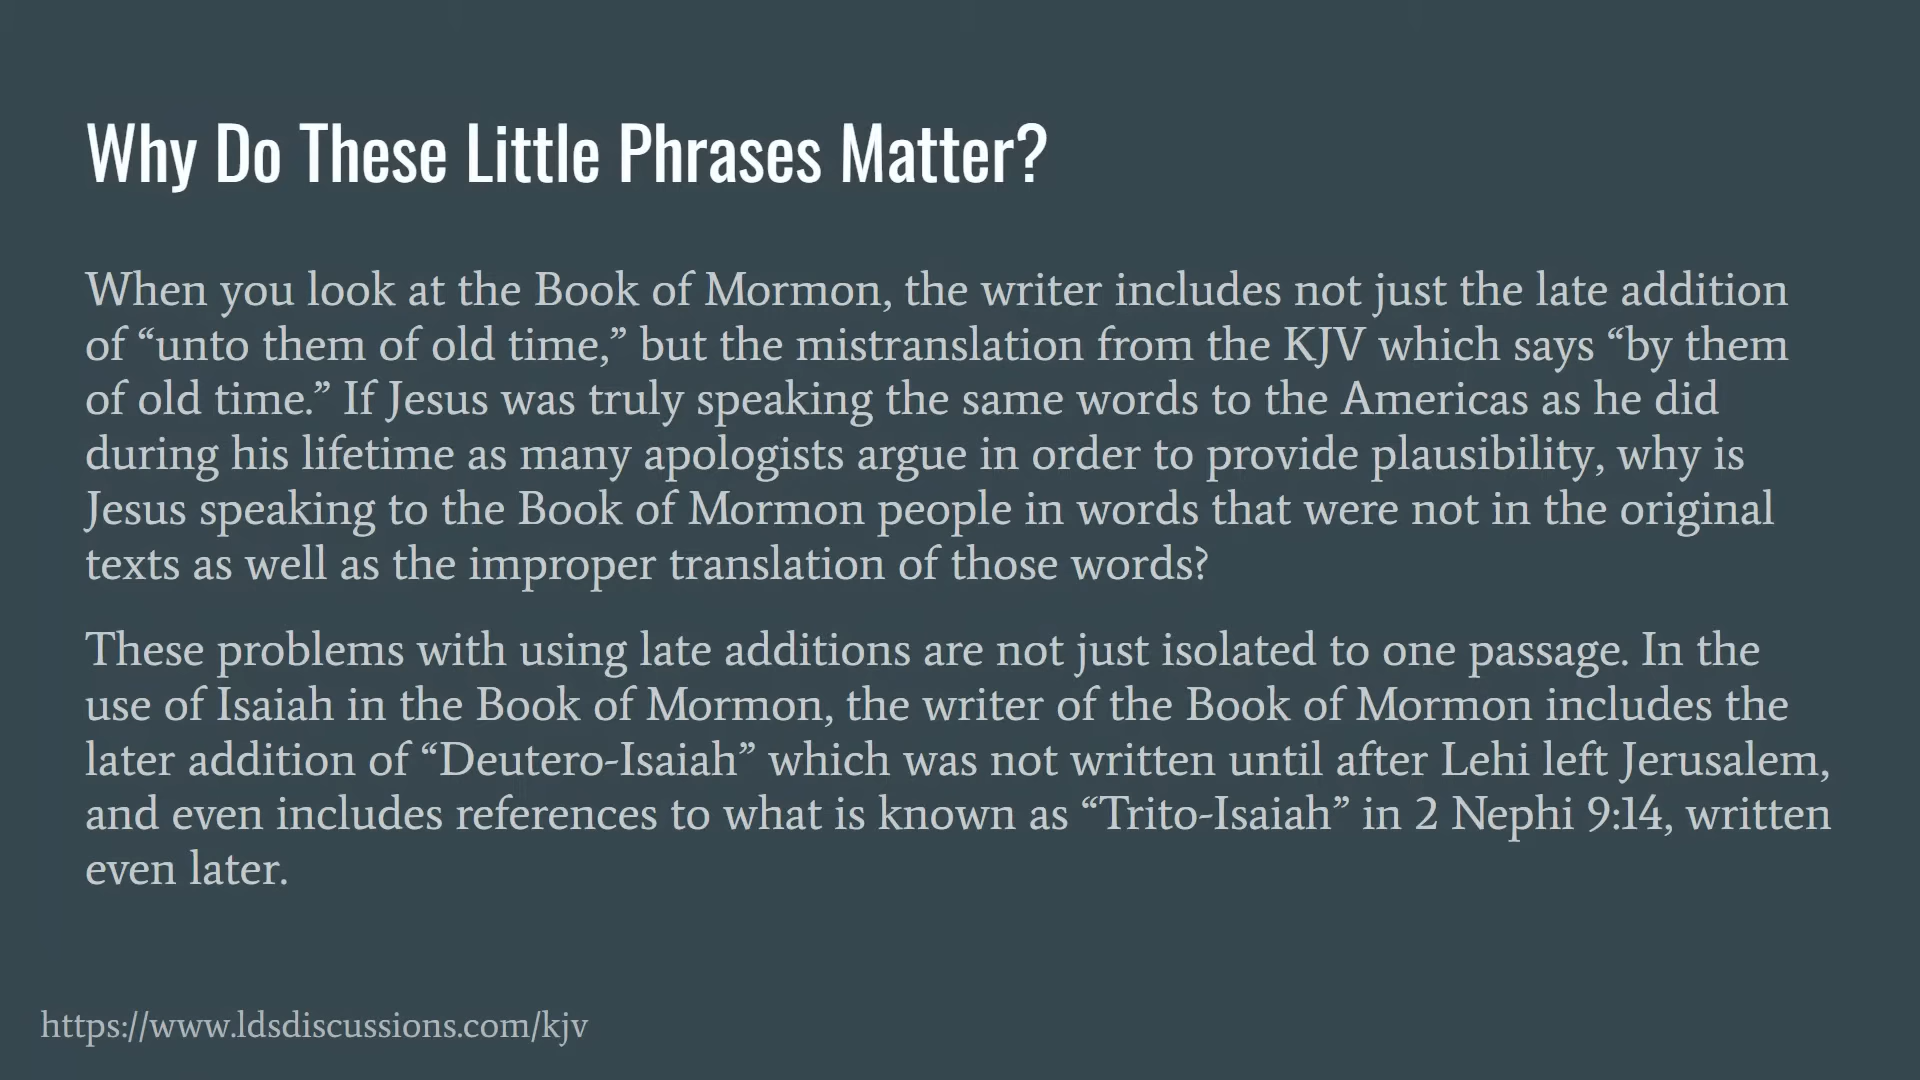 Why Do These Little Phrases Matter?
When you look at the Book of Mormon, the writer includes not just the late addition
of “unto them of old time,” but the mistranslation from the KJV which says “by them
of old time.” If Jesus was truly speaking the same words to the Americas as he did
during his lifetime as many apologists argue in order to provide plausibility, why is
Jesus speaking to the Book of Mormon people in words that were not in the original
texts as well as the improper translation of those words?
These problems with using late additions are not just isolated to one passage. In the
use of Isaiah in the Book of Mormon, the writer of the Book of Mormon includes the
later addition of “Deutero-Isaiah” which was not written until after Lehi left Jerusalem,
and even includes references to what is known as “Trito-Isaiah” in 2 Nephi 9:14, written
even later.
https://www.ldsdiscussions.com/kjv